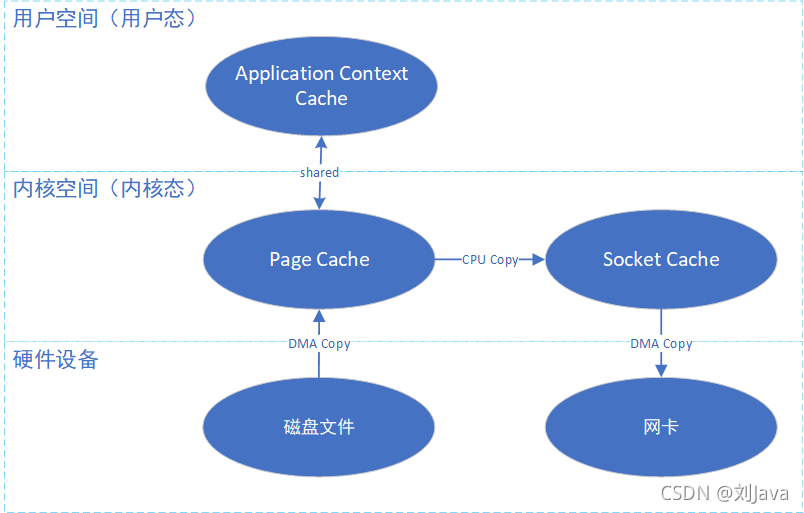 用户空间（用户态）
Application Context
Cache
shared
内核空间（内核态）
Page Cache
CPU Copy
Socket Cache
DMA Copy
DMA Copy
硬件设备
磁盘文件
网卡
CSDN @刘Java